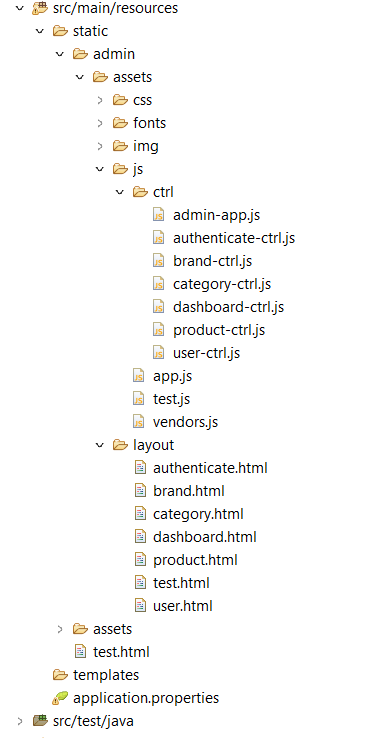 src/main/resources
static
admin
assets
css
fonts
img
js
ctrl
admin-app.js
authenticate-ctrl.js
brand-ctrl.js
category-ctrl.js
dashboard-ctrl.js
product-ctrl.js
user-ctrl.js
app.js
test.js
vendors.js
layout
authenticate.html
brand.html
category.html
dashboard.html
product.html
test.html
user.html
assets
test.html
templates
application.properties
src/test/java